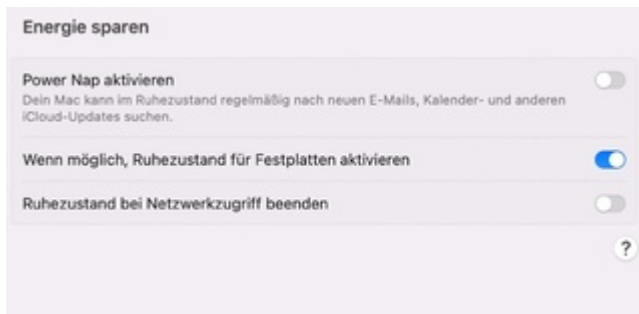 Energie sparen
Power Nap aktivieren
Dein Mac kann im Ruhezustand regelmäßig nach neuen E-Mails, Kalender- und anderen
iCloud-Updates suchen.
Wenn möglich, Ruhezustand für Festplatten aktivieren
Ruhezustand bei Netzwerkzugriff beenden
?